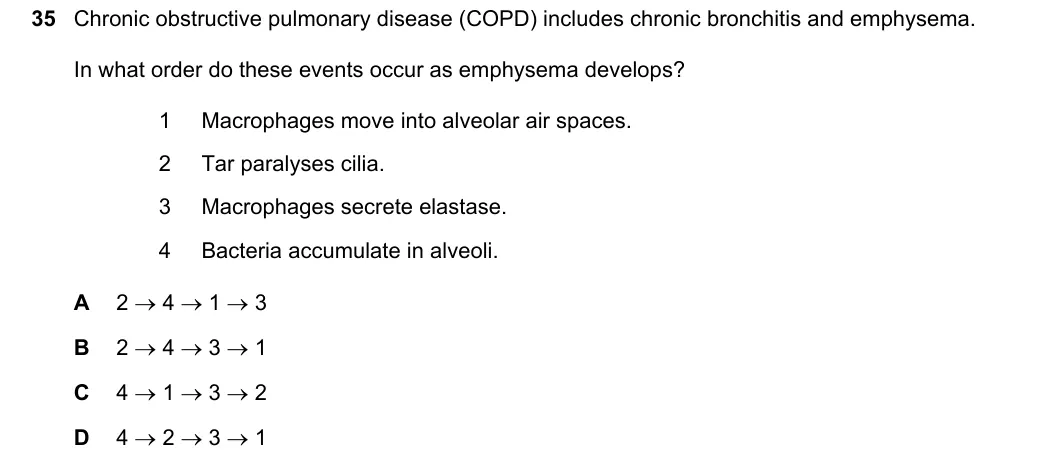 35 Chronic obstructive pulmonary disease (COPD) includes chronic bronchitis and emphysema.
In what order do these events occur as emphysema develops?
1 Macrophages move into alveolar air spaces.
2 Tar paralyses cilia.
3 Macrophages secrete elastase.
4 Bacteria accumulate in alveoli.
A 2 → 4 → 1 → 3
B 2 → 4 → 3 → 1
C 4 → 1 → 3 → 2
D 4 → 2 → 3 → 1